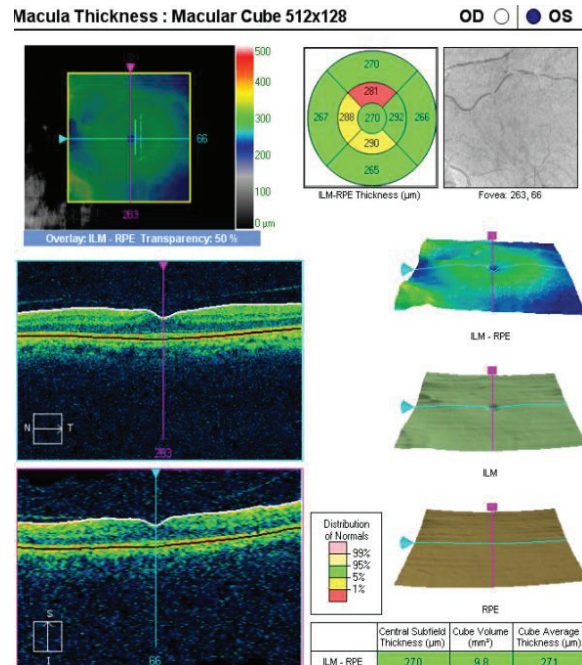 Macula Thickness : Macular Cube 512x128 OD OS
500
400
300
200
100
0 µm
66
263
Overlay: ILM - RPE Transparency: 50 %
270
281
267 288 270 292 266
290
265
ILM-RPE Thickness (µm)
Fovea: 263, 66
ILM - RPE
N T
263
ILM
S
I
66
Distribution
of Normals
99%
95%
5%
1%
RPE
Central Subfield Thickness (µm) Cube Volume (mm³) Cube Average Thickness (µm)
ILM - RPE 270 9.8 271